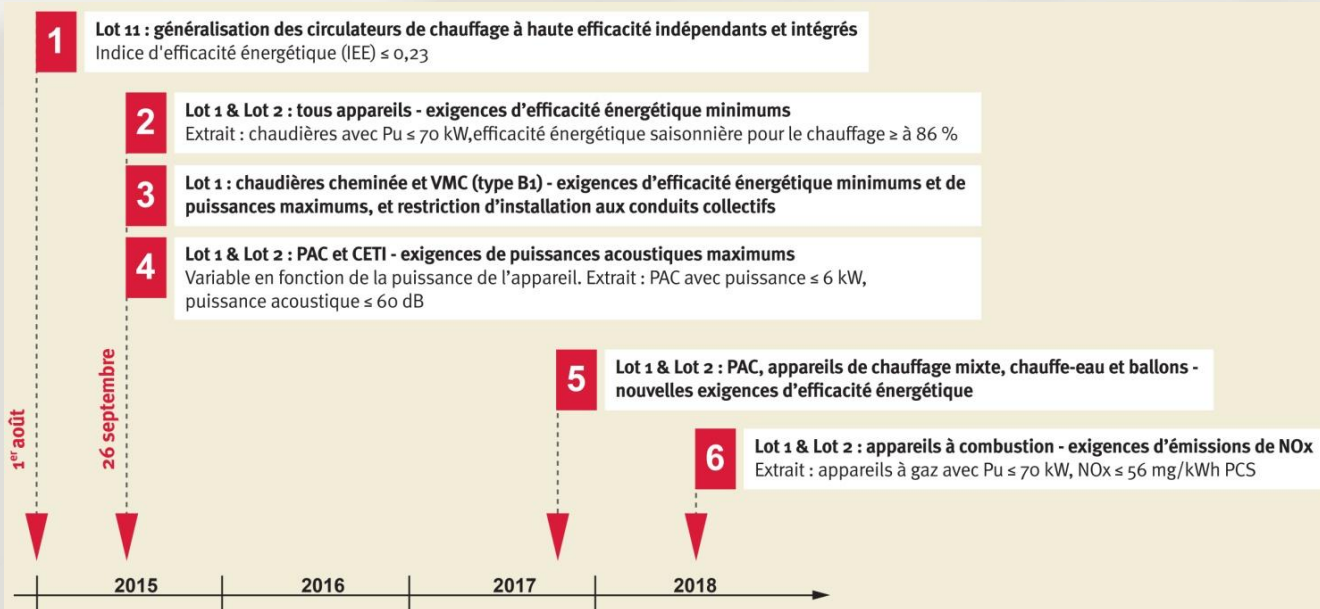 1
Lot 11 : généralisation des circulateurs de chauffage à haute efficacité indépendants et intégrés
Indice d'efficacité énergétique (IEE) ≤ 0,23
2
Lot 1 & Lot 2 : tous appareils - exigences d'efficacité énergétique minimums
Extrait : chaudières avec Pu ≤ 70 kW,efficacité énergétique saisonnière pour le chauffage ≥ à 86 %
3
Lot 1 : chaudières cheminée et VMC (type B1) - exigences d'efficacité énergétique minimums et de
puissances maximums, et restriction d'installation aux conduits collectifs
4
Lot 1 & Lot 2 : PAC et CETI - exigences de puissances acoustiques maximums
Variable en fonction de la puissance de l'appareil. Extrait : PAC avec puissance ≤ 6 kW,
puissance acoustique ≤ 60 dB
5
Lot 1 & Lot 2 : PAC, appareils de chauffage mixte, chauffe-eau et ballons -
nouvelles exigences d'efficacité énergétique
6
Lot 1 & Lot 2 : appareils à combustion - exigences d'émissions de NOx
Extrait : appareils à gaz avec Pu ≤ 70 kW, NOx ≤ 56 mg/kWh PCS
1er août
26 septembre
2015
2016
2017
2018